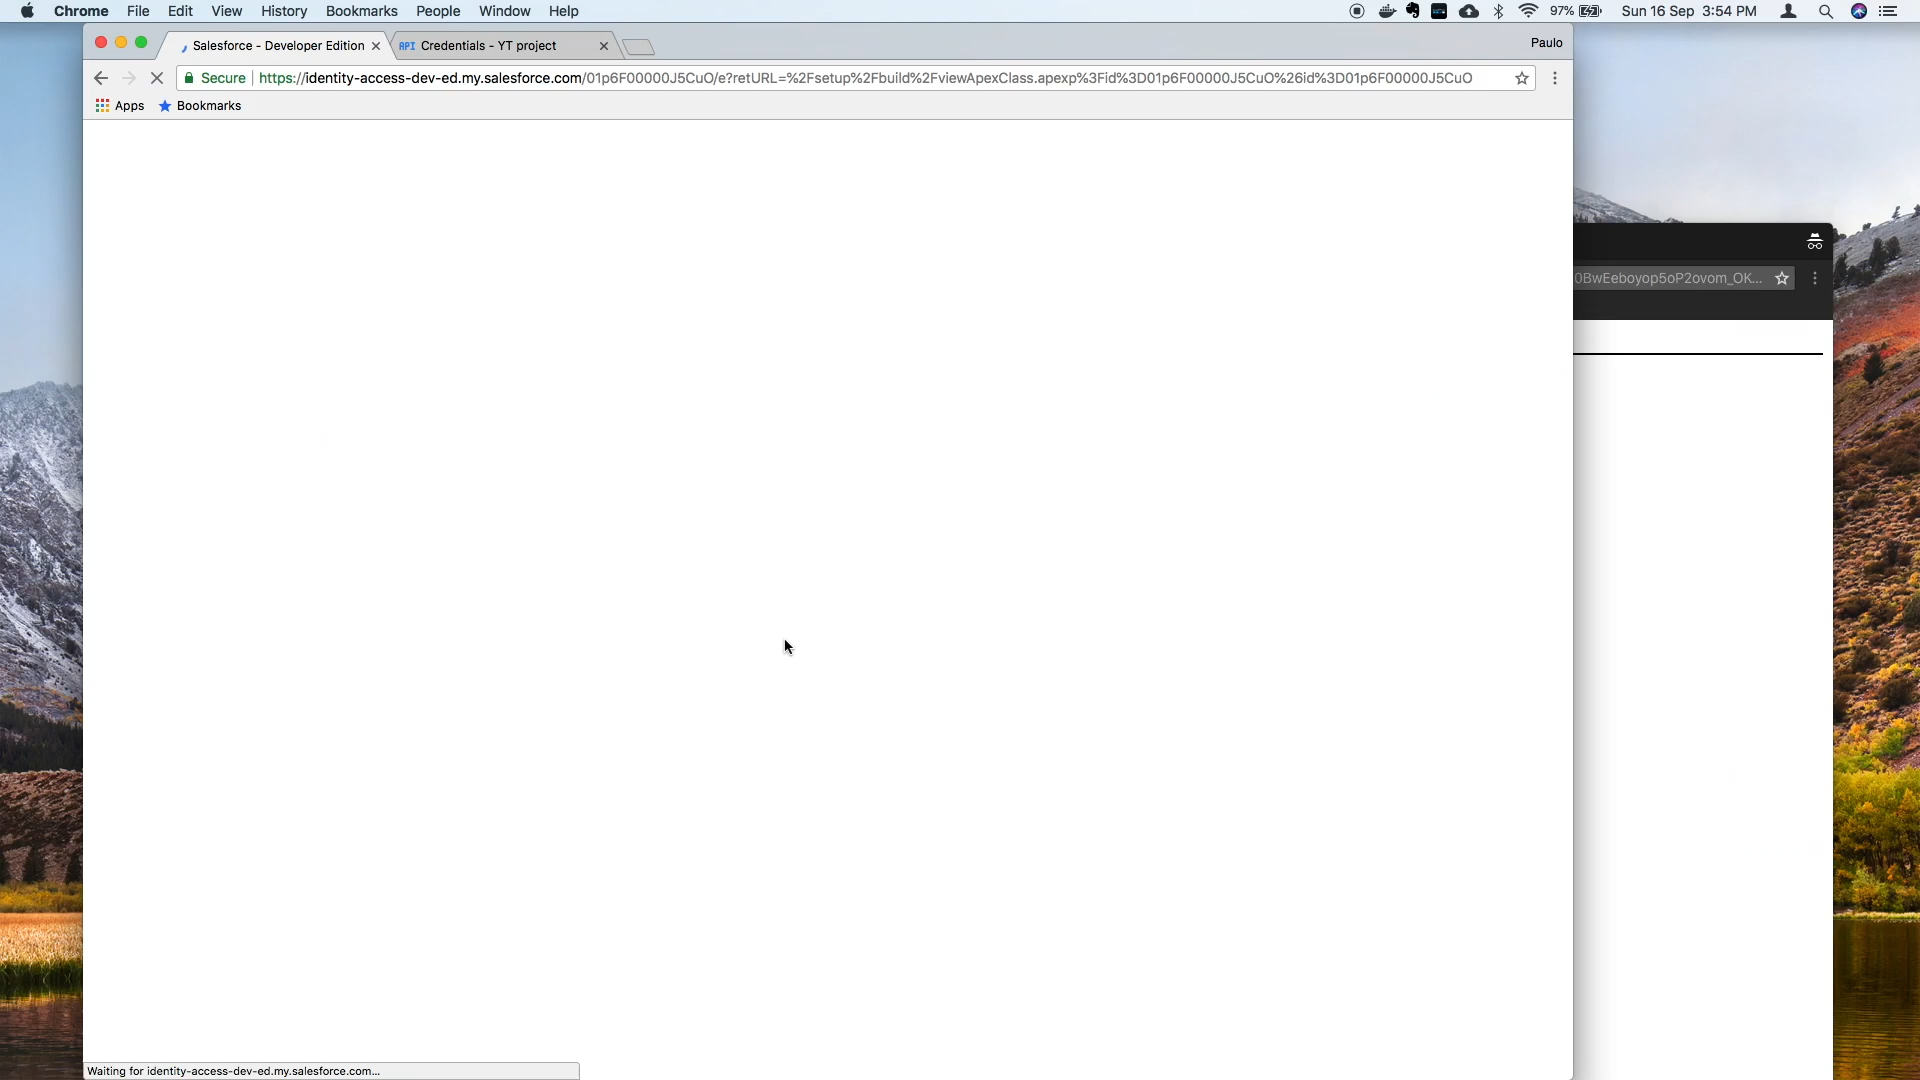 Chrome File Edit View History Bookmarks People Window Help 97% Sun 16 Sep 3:54 PM
Salesforce - Developer Edition API Credentials - YT project Paulo
Secure https://identity-access-dev-ed.my.salesforce.com/01p6F00000J5CuO/e?retURL=%2Fsetup%2Fbuild%2FviewApexClass.apexp%3Fid%3D01p6F00000J5CuO%26id%3D01p6F00000J5CuO
Apps Bookmarks
0BwEeboyop5oP2ovom_OK...
Waiting for identity-access-dev-ed.my.salesforce.com...